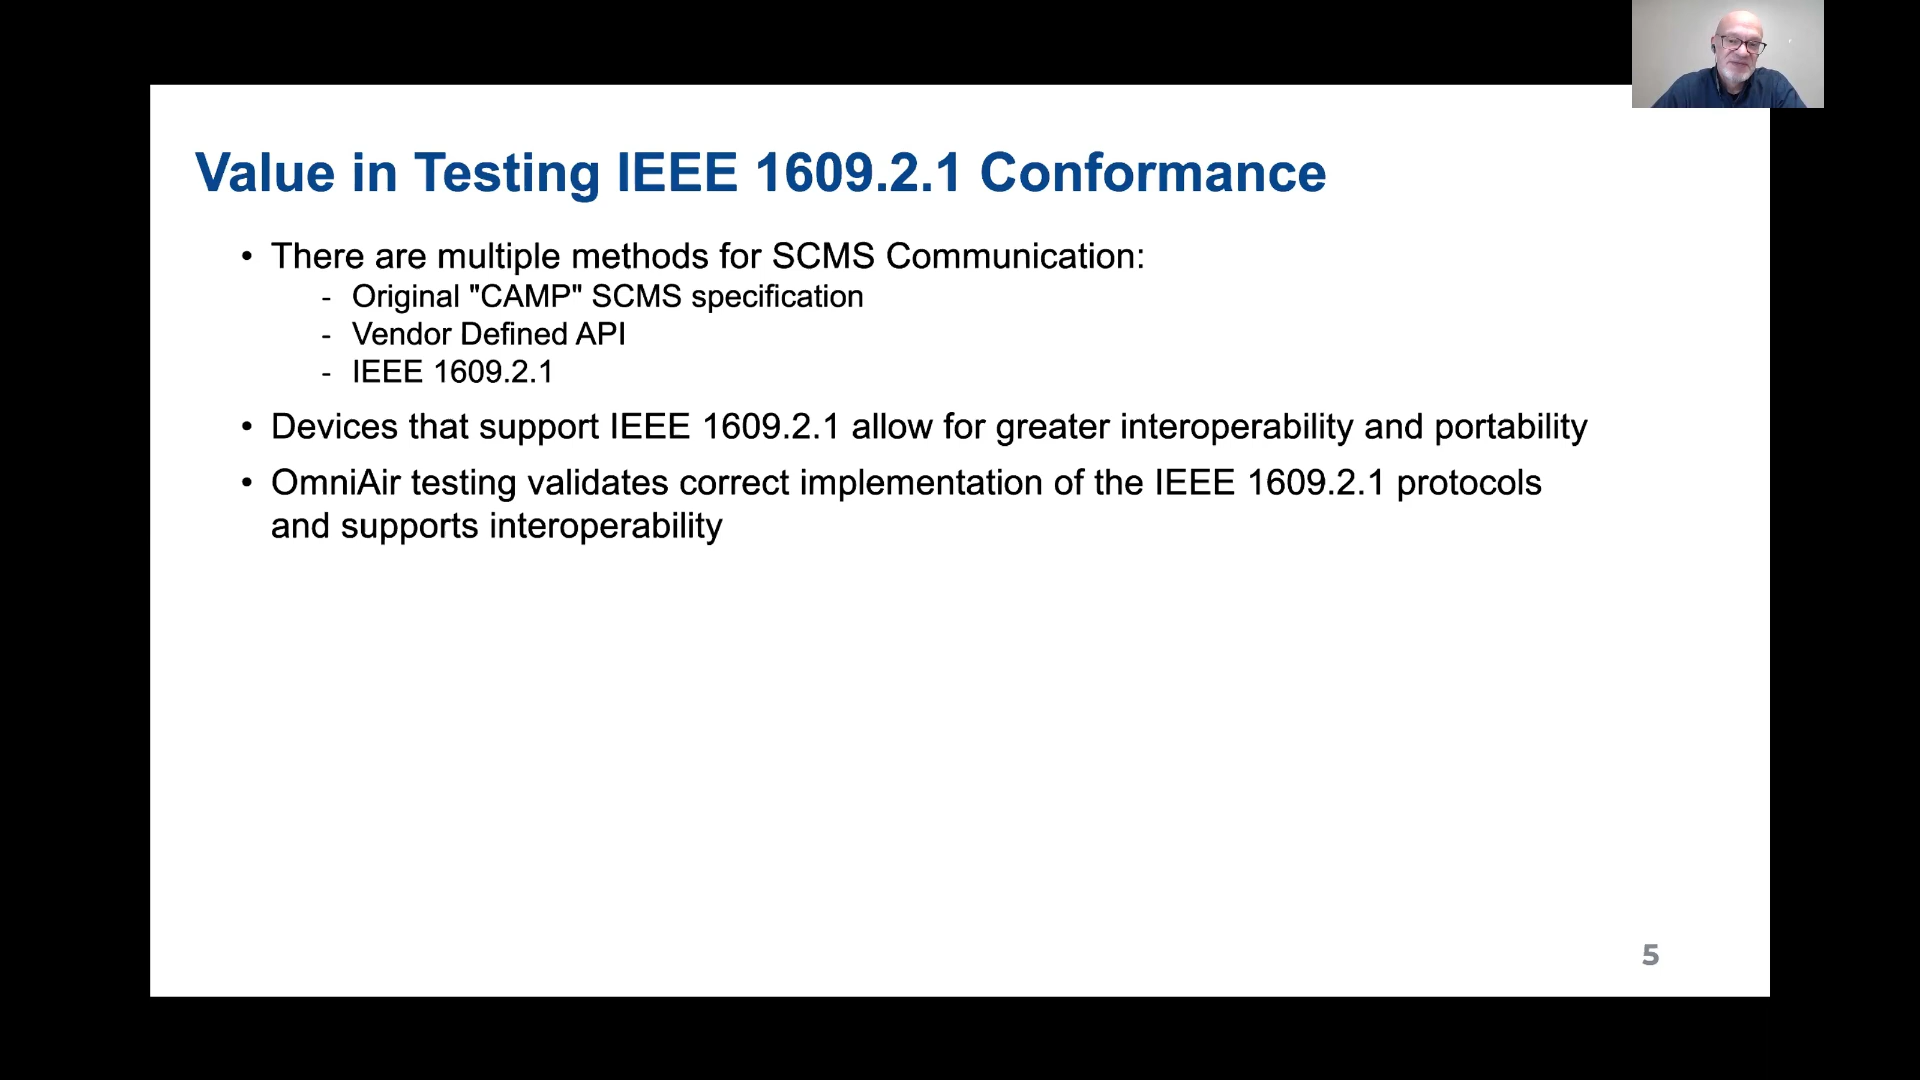 Value in Testing IEEE 1609.2.1 Conformance
• There are multiple methods for SCMS Communication:
- Original "CAMP" SCMS specification
- Vendor Defined API
- IEEE 1609.2.1
• Devices that support IEEE 1609.2.1 allow for greater interoperability and portability
• OmniAir testing validates correct implementation of the IEEE 1609.2.1 protocols
and supports interoperability
5